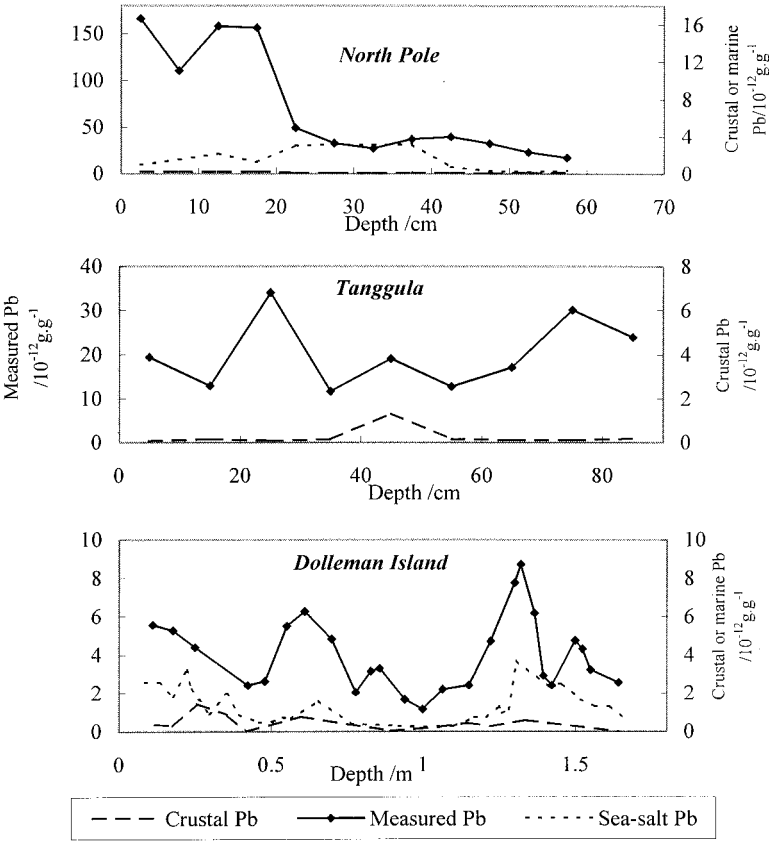 North Pole
150
100
50
0
16
12
8
4
0
Crustal or marine
Pb/10-12g.g-1
0 10 20 30 40 50 60 70
Depth /cm
Tanggula
40
30
20
10
0
Measured Pb
/10-12g.g-1
8
6
4
2
0
Crustal Pb
/10-12g.g-1
0 20 40 60 80
Depth /cm
Dolleman Island
10
8
6
4
2
0
10
8
6
4
2
0
Crustal or marine Pb
/10-12g.g-1
0 0.5 1 1.5
Depth /m
Crustal Pb Measured Pb Sea-salt Pb